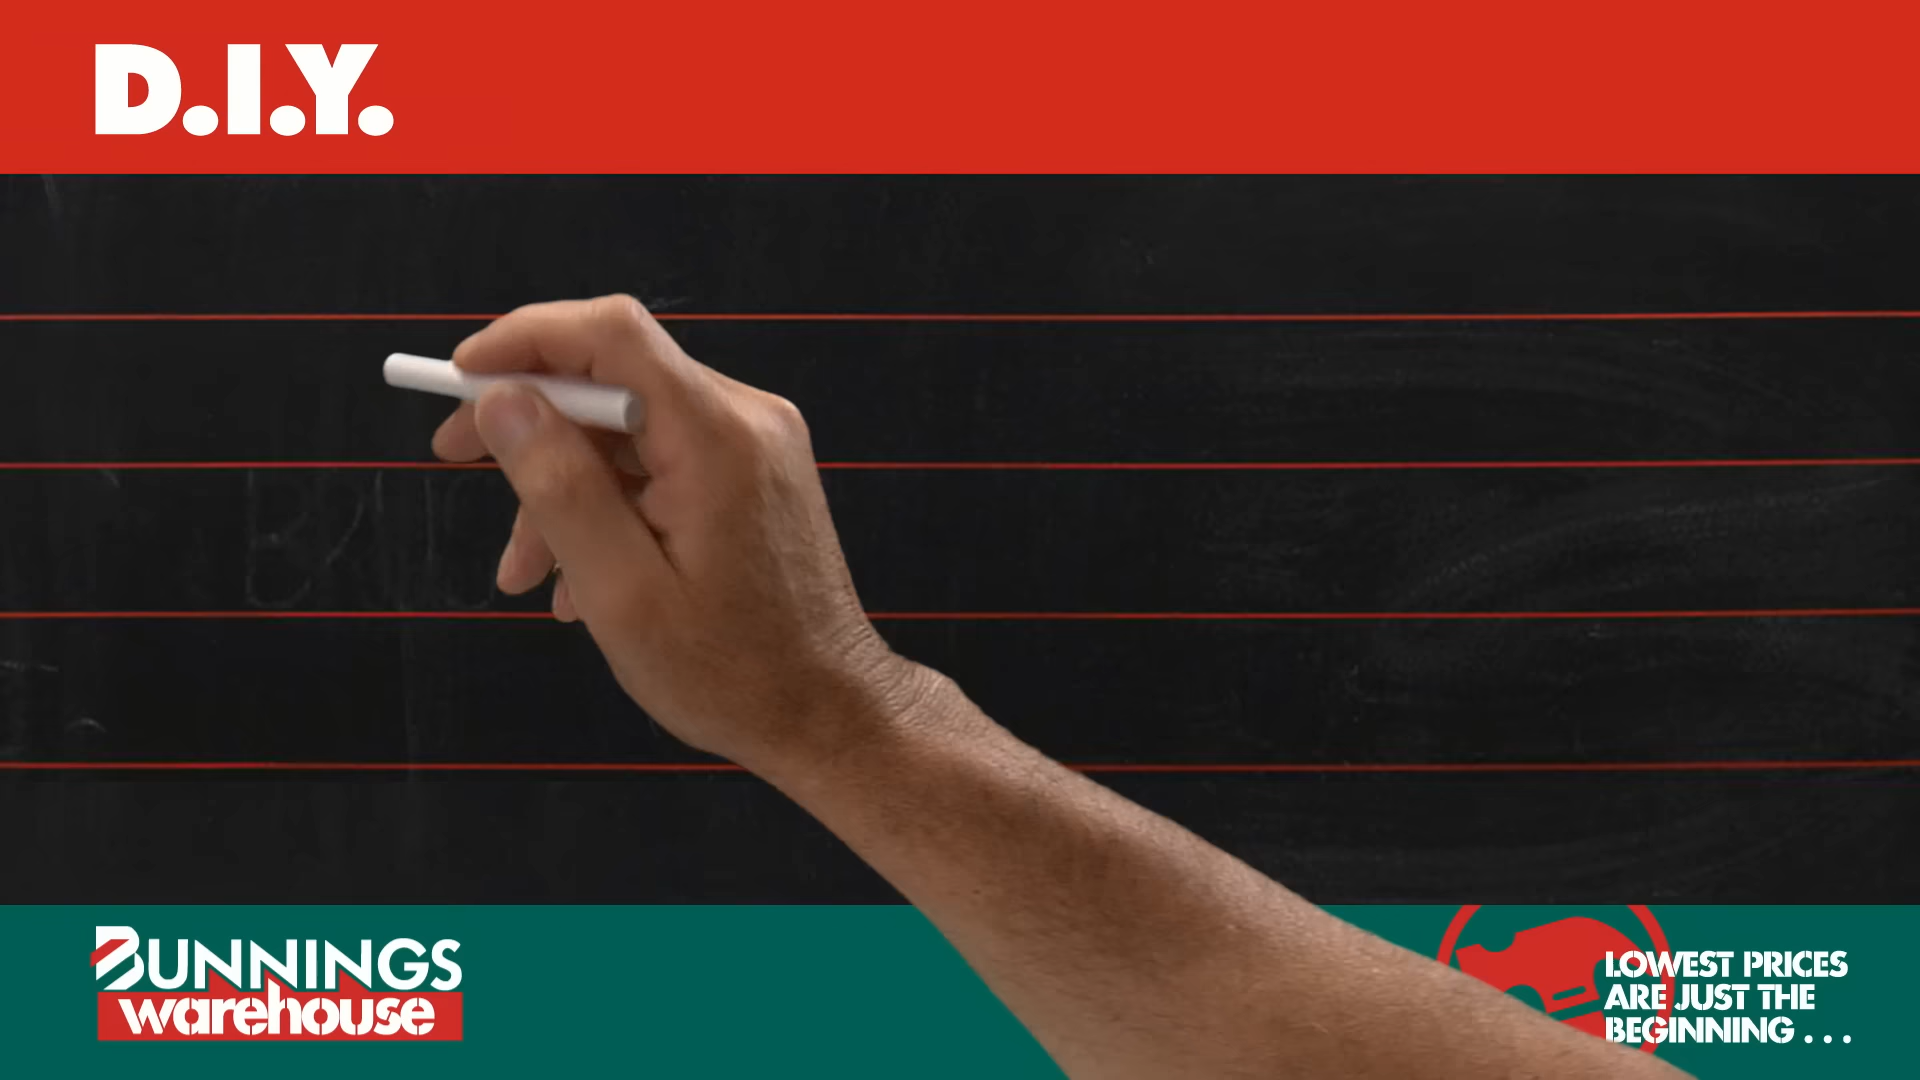 D.I.Y.
BUNNINGS
warehouse
LOWEST PRICES
ARE JUST THE
BEGINNING . . .